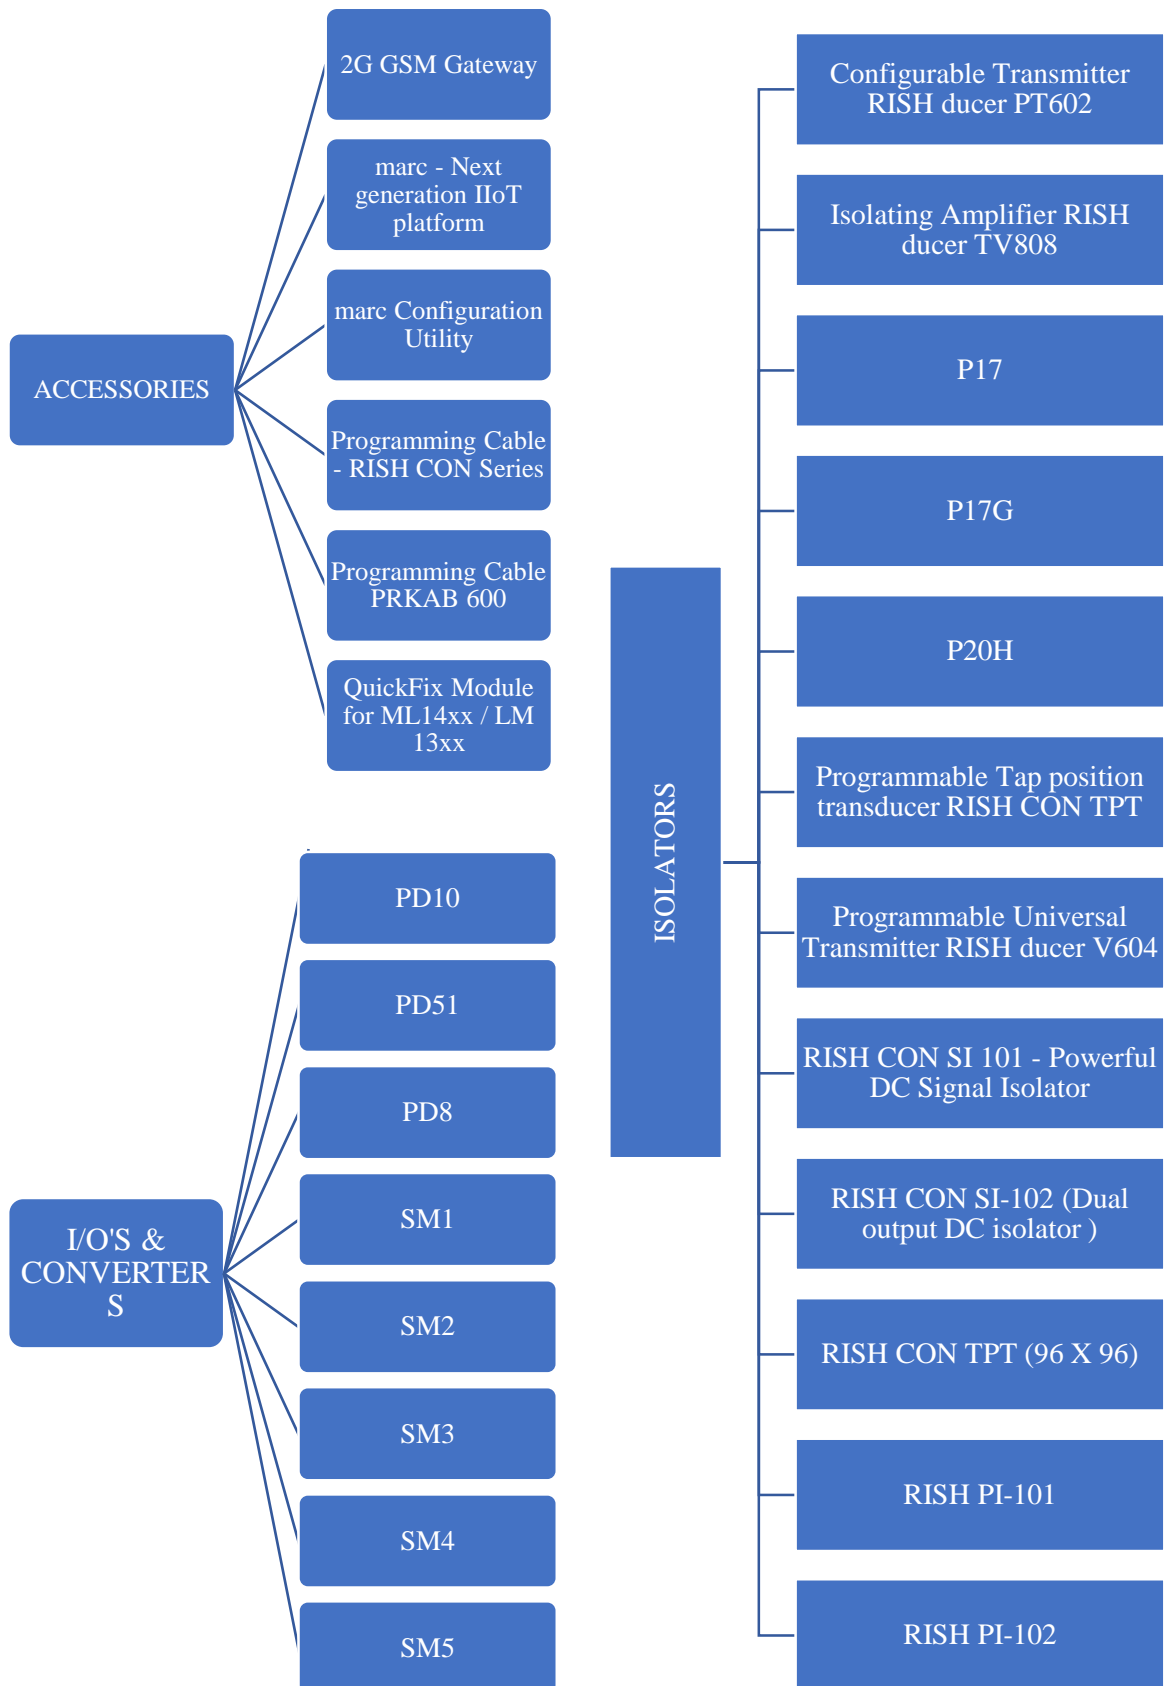 ACCESSORIES
2G GSM Gateway
marc - Next
generation IIoT
platform
marc Configuration
Utility
Programming Cable
- RISH CON Series
Programming Cable
PRKAB 600
QuickFix Module
for ML14xx / LM
13xx
I/O'S &
CONVERTER
S
PD10
PD51
PD8
SM1
SM2
SM3
SM4
SM5
ISOLATORS
Configurable Transmitter
RISH ducer PT602
Isolating Amplifier RISH
ducer TV808
P17
P17G
P20H
Programmable Tap position
transducer RISH CON TPT
Programmable Universal
Transmitter RISH ducer V604
RISH CON SI 101 - Powerful
DC Signal Isolator
RISH CON SI-102 (Dual
output DC isolator )
RISH CON TPT (96 X 96)
RISH PI-101
RISH PI-102